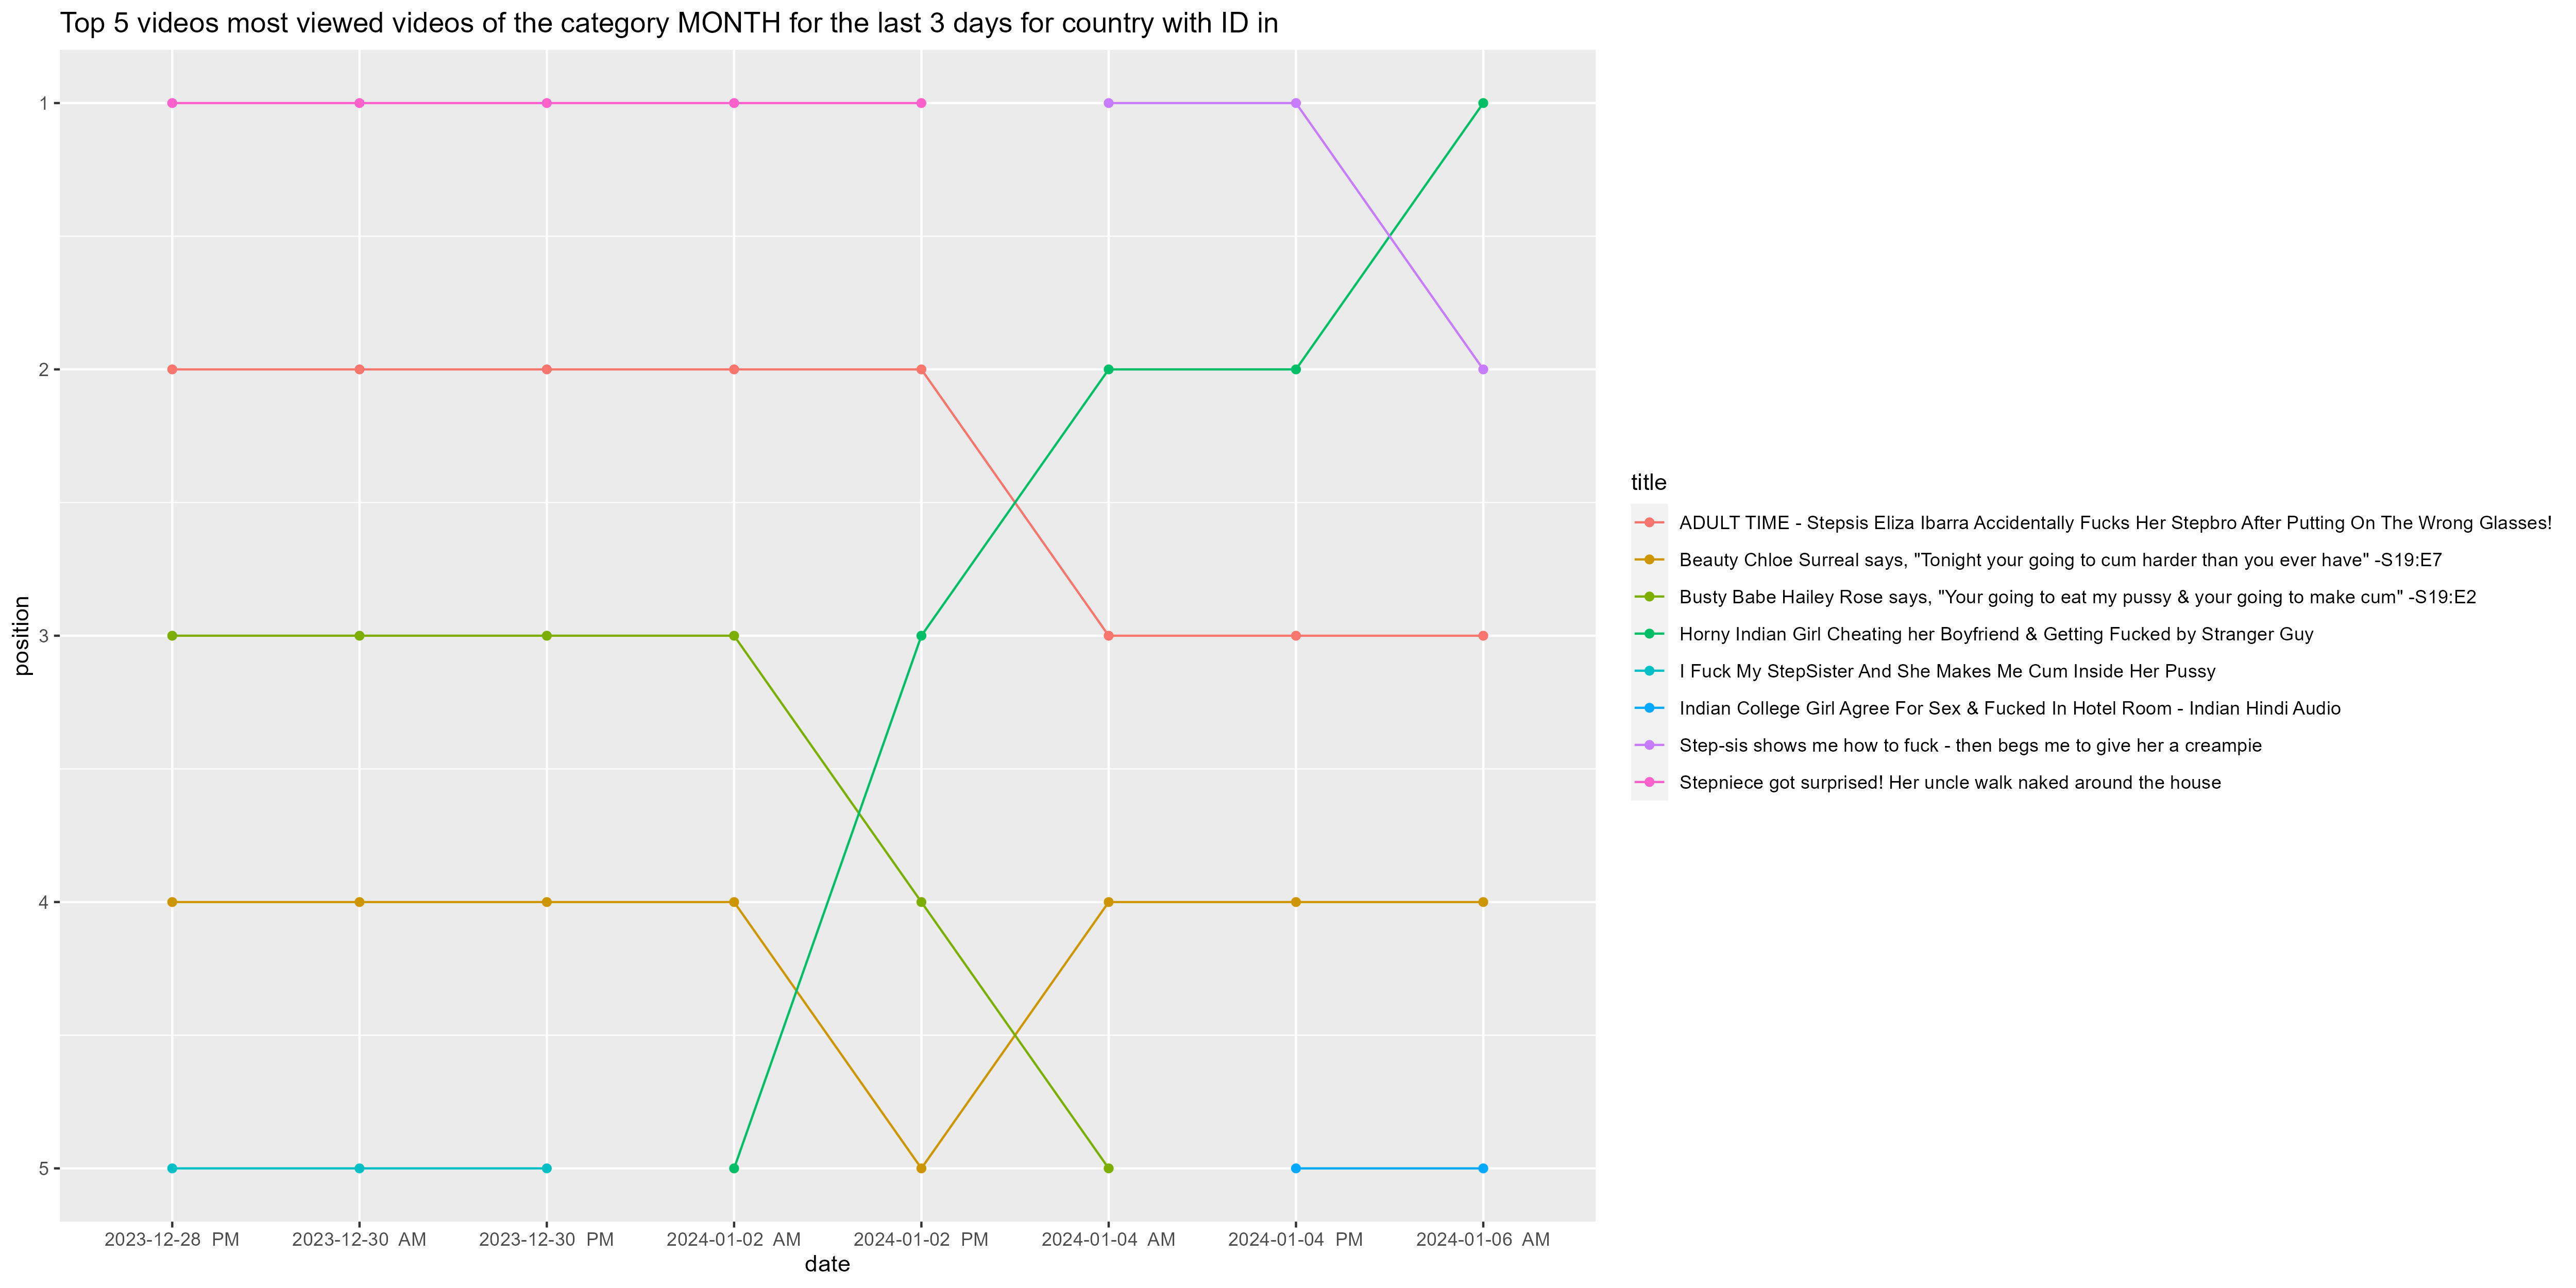 Top 5 videos most viewed videos of the category MONTH for the last 3 days for country with ID in
position
1
2
3
4
5
2023-12-28 PM
2023-12-30 AM
2023-12-30 PM
2024-01-02 AM
2024-01-02 PM
2024-01-04 AM
2024-01-04 PM
2024-01-06 AM
date
title
ADULT TIME - Stepsis Eliza Ibarra Accidentally Fucks Her Stepbro After Putting On The Wrong Glasses!
Beauty Chloe Surreal says, "Tonight your going to cum harder than you ever have" -S19:E7
Busty Babe Hailey Rose says, "Your going to eat my pussy & your going to make cum" -S19:E2
Horny Indian Girl Cheating her Boyfriend & Getting Fucked by Stranger Guy
I Fuck My StepSister And She Makes Me Cum Inside Her Pussy
Indian College Girl Agree For Sex & Fucked In Hotel Room - Indian Hindi Audio
Step-sis shows me how to fuck - then begs me to give her a creampie
Stepniece got surprised! Her uncle walk naked around the house